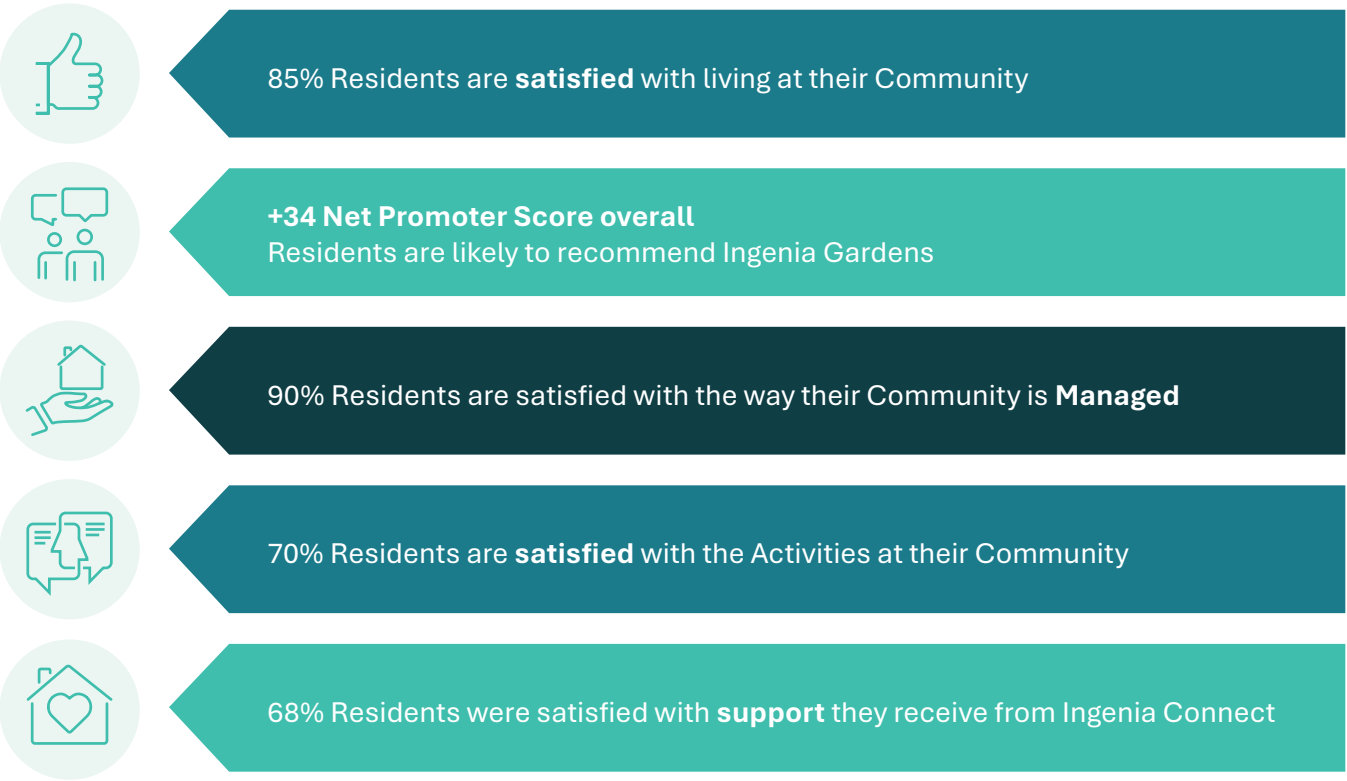 85% Residents are satisfied with living at their Community
+34 Net Promoter Score overall
Residents are likely to recommend Ingenia Gardens
90% Residents are satisfied with the way their Community is Managed
70% Residents are satisfied with the Activities at their Community
68% Residents were satisfied with support they receive from Ingenia Connect